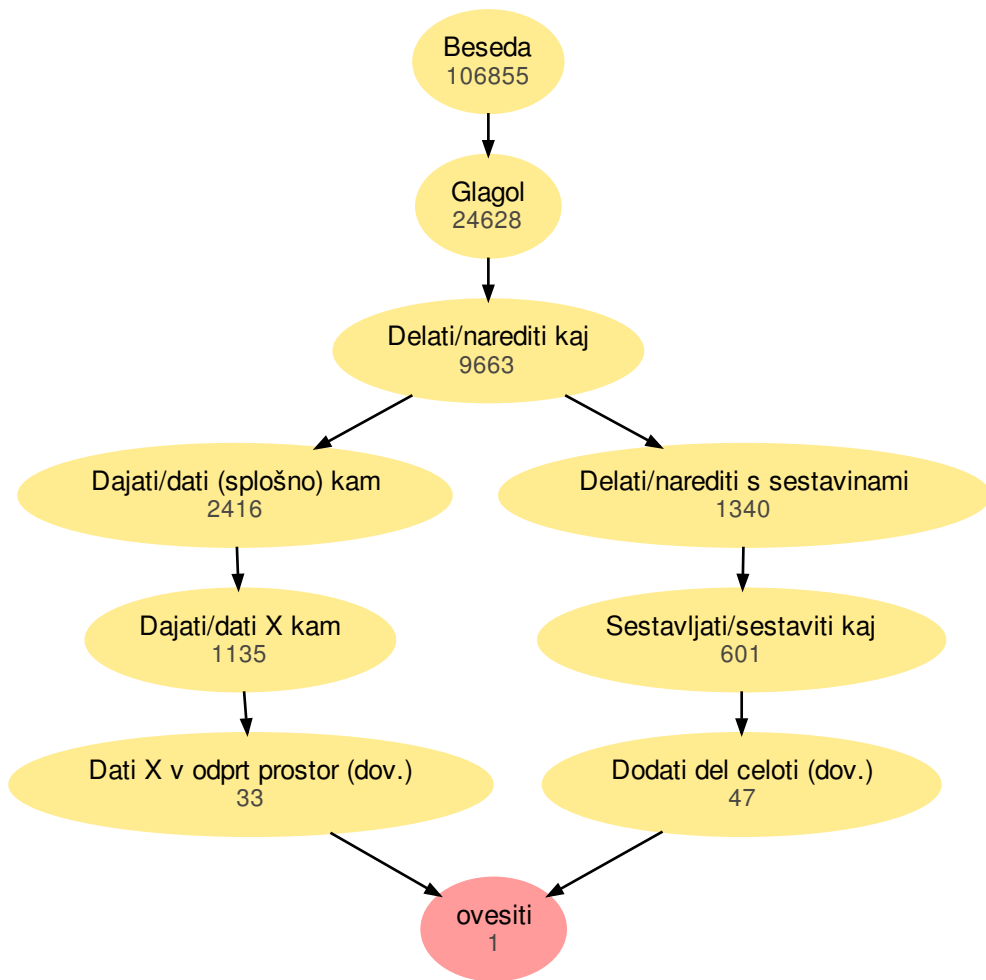 Beseda
106855
Glagol
24628
Delati/narediti kaj
9663
Dajati/dati (splošno) kam
2416
Delati/narediti s sestavinami
1340
Dajati/dati X kam
1135
Sestavljati/sestaviti kaj
601
Dati X v odprt prostor (dov.)
33
Dodati del celoti (dov.)
47
ovesiti
1